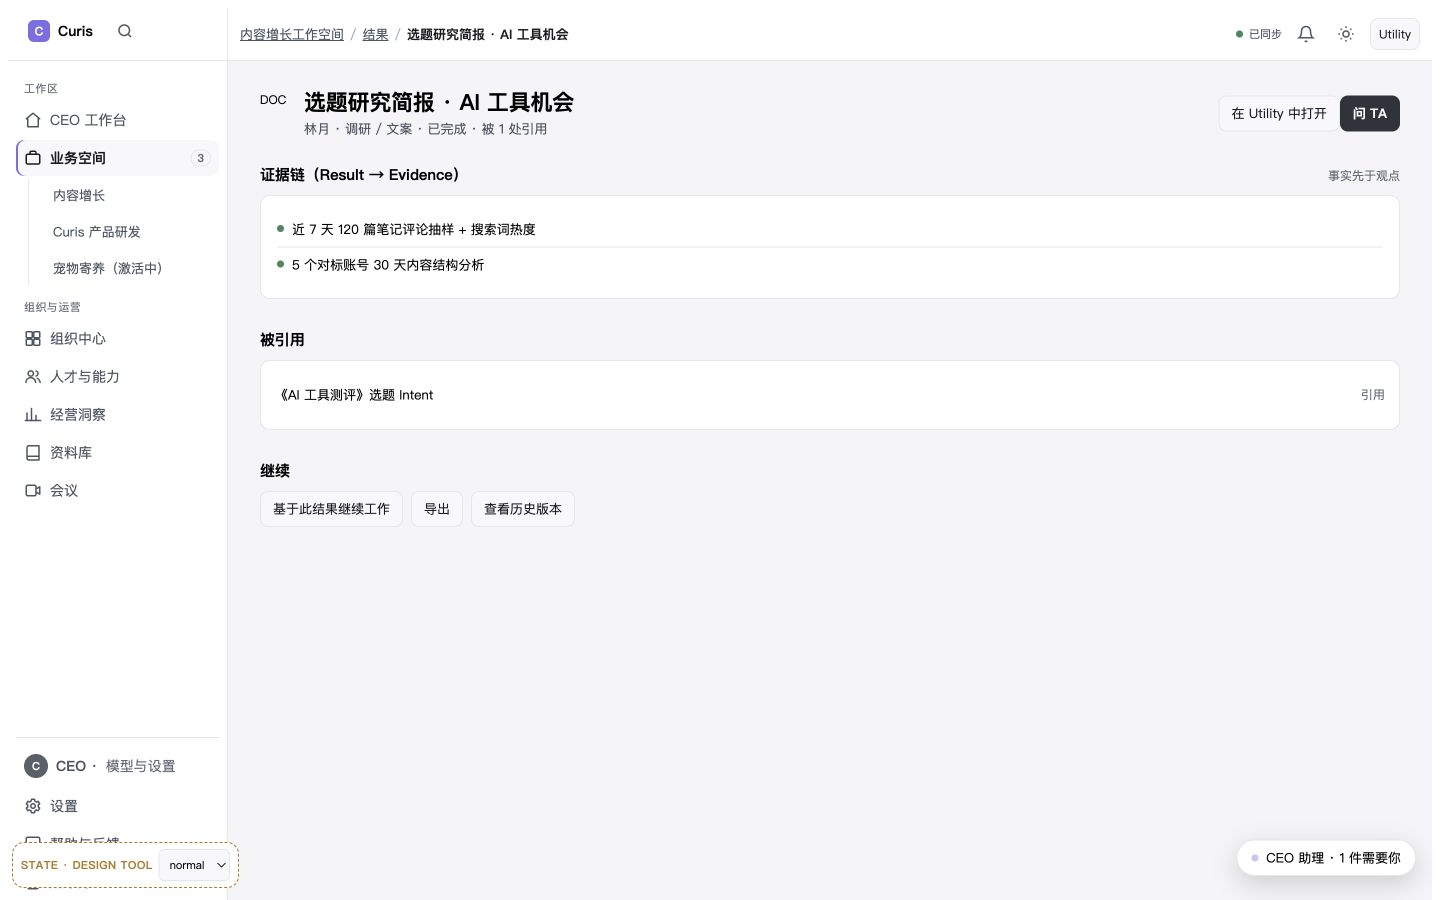 C Curis
内容增长工作空间 / 结果 / 选题研究简报 · AI 工具机会
已同步
Utility
工作区
CEO 工作台
业务空间 3
内容增长
Curis 产品研发
宠物寄养（激活中）
组织与运营
组织中心
人才与能力
经营洞察
资料库
会议
C CEO · 模型与设置
设置
帮助与反馈
STATE · DESIGN TOOL normal
DOC 选题研究简报 · AI 工具机会
林月 · 调研 / 文案 · 已完成 · 被 1 处引用
在 Utility 中打开 问 TA
证据链（Result → Evidence） 事实先于观点
近 7 天 120 篇笔记评论抽样 + 搜索词热度
5 个对标账号 30 天内容结构分析
被引用
《AI 工具测评》选题 Intent 引用
继续
基于此结果继续工作 导出 查看历史版本
CEO 助理 · 1 件需要你